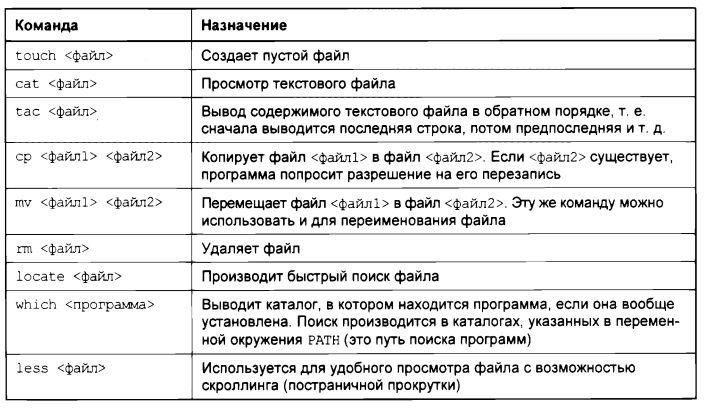 Команда Назначение
touch <файл> Создает пустой файл
cat <файл> Просмотр текстового файла
tac <файл> Вывод содержимого текстового файла в обратном порядке, т. е.
сначала выводится последняя строка, потом предпоследняя и т. д.
cp <файл1> <файл2> Копирует файл <файл1> в файл <файл2>. Если <файл2> существует,
программа попросит разрешение на его перезапись
mv <файл1> <файл2> Перемещает файл <файл1> в файл <файл2>. Эту же команду можно
использовать и для переименования файла
rm <файл> Удаляет файл
locate <файл> Производит быстрый поиск файла
which <программа> Выводит каталог, в котором находится программа, если она вообще
установлена. Поиск производится в каталогах, указанных в перемен-
ной окружения PATH (это путь поиска программ)
less <файл> Используется для удобного просмотра файла с возможностью
скроллинга (постраничной прокрутки)